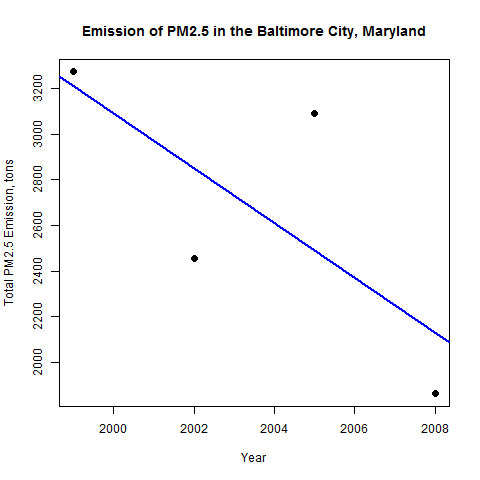 Emission of PM2.5 in the Baltimore City, Maryland
Total PM2.5 Emission, tons
3200
3000
2800
2600
2400
2200
2000
2000 2002 2004 2006 2008
Year